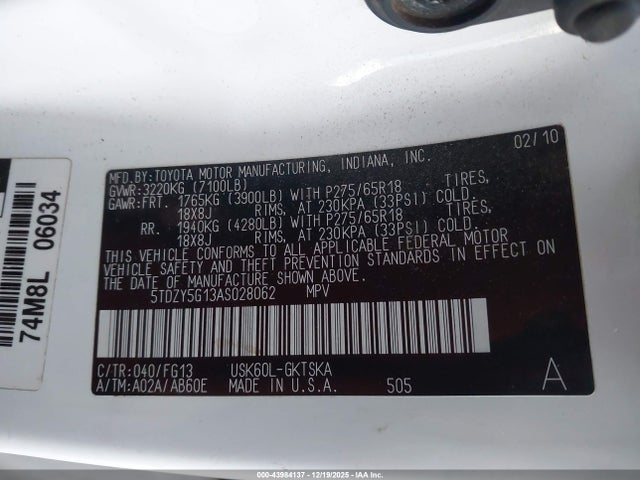 MFD.BY:TOYOTA MOTOR MANUFACTURING, INDIANA, INC. 02/10
GVWR:3220KG (7100LB)
GAWR:FRT. 1765KG (3900LB) WITH P275/65R18 TIRES,
18X8J RIMS, AT 230KPA (33PSI) COLD.
RR. 1940KG (4280LB) WITH P275/65R18 TIRES,
18X8J RIMS, AT 230KPA (33PSI) COLD.
THIS VEHICLE CONFORMS TO ALL APPLICABLE FEDERAL MOTOR
VEHICLE SAFETY AND THEFT PREVENTION STANDARDS IN EFFECT ON
THE DATE OF MANUFACTURE SHOWN ABOVE.
5TDZY5G13AS028062 MPV
C/TR:040/FG13 USK60L-GKTSKA
A/TM:A02A/AB60E MADE IN U.S.A. 505 A
74M8L 06034
000-43984137 - 12/19/2025 - IAA Inc.